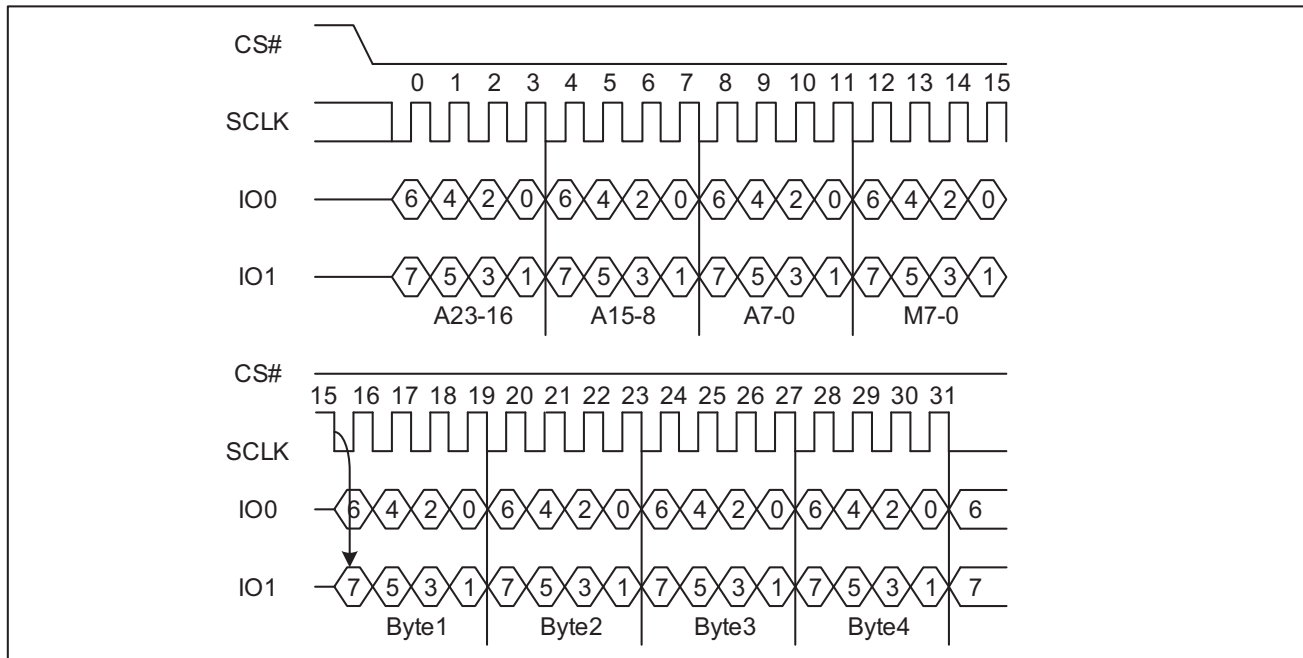 CS#
0 1 2 3 4 5 6 7 8 9 10 11 12 13 14 15
SCLK
IO0 6 4 2 0 6 4 2 0 6 4 2 0 6 4 2 0
IO1 7 5 3 1 7 5 3 1 7 5 3 1 7 5 3 1
A23-16 A15-8 A7-0 M7-0
CS#
15 16 17 18 19 20 21 22 23 24 25 26 27 28 29 30 31
SCLK
IO0 6 4 2 0 6 4 2 0 6 4 2 0 6 4 2 0 6
IO1 7 5 3 1 7 5 3 1 7 5 3 1 7 5 3 1 7
Byte1 Byte2 Byte3 Byte4